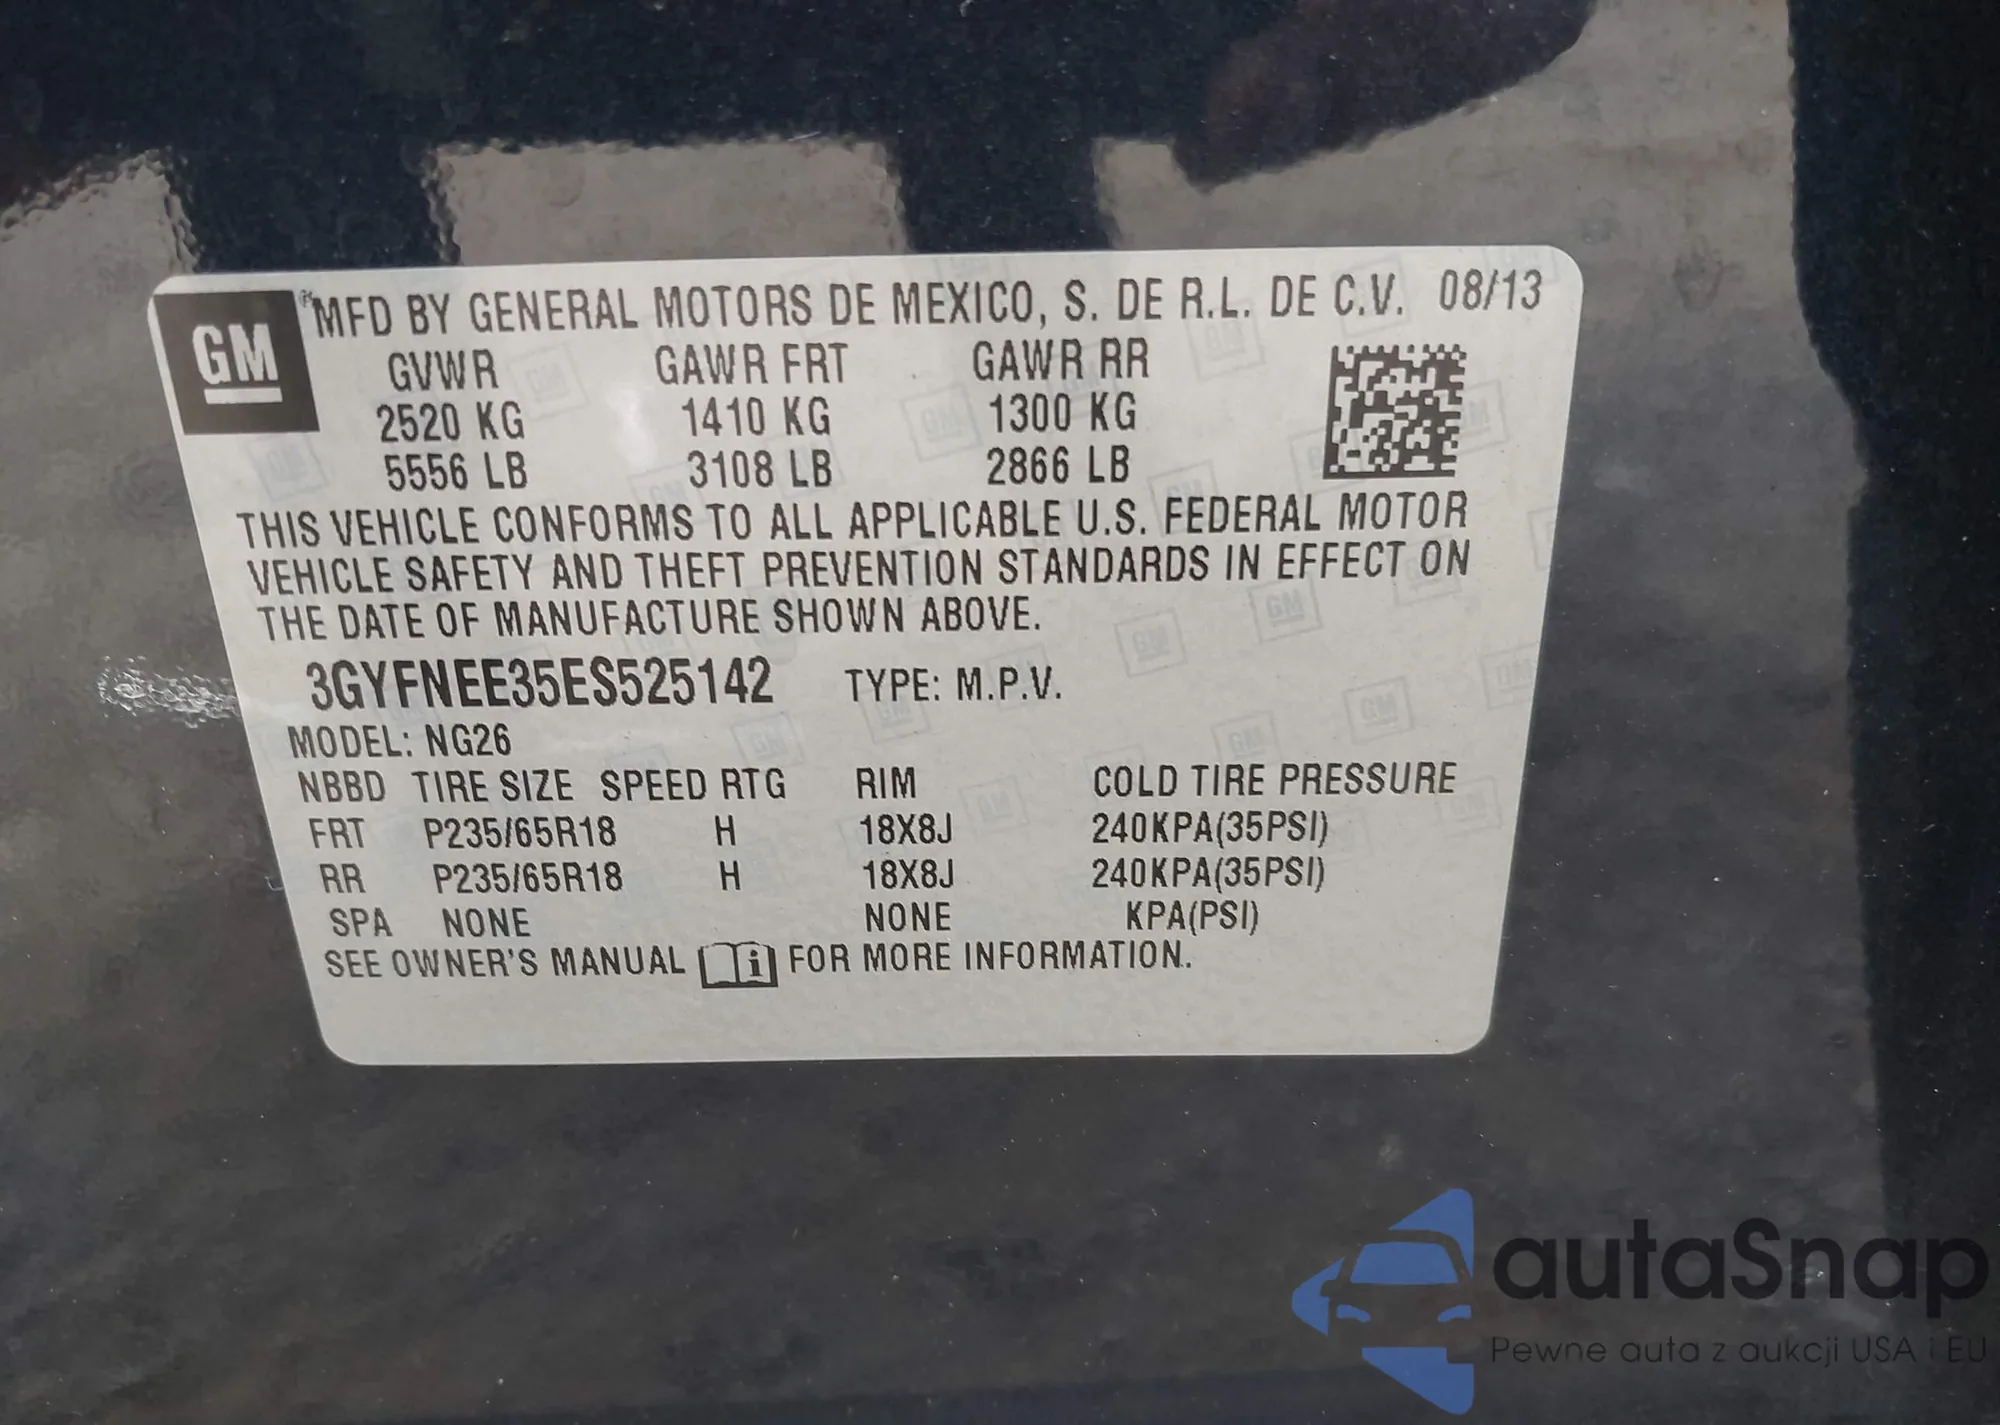 GM
MFD BY GENERAL MOTORS DE MEXICO, S. DE R.L. DE C.V. 08/13
GVWR GAWR FRT GAWR RR
2520 KG 1410 KG 1300 KG
5556 LB 3108 LB 2866 LB
THIS VEHICLE CONFORMS TO ALL APPLICABLE U.S. FEDERAL MOTOR
VEHICLE SAFETY AND THEFT PREVENTION STANDARDS IN EFFECT ON
THE DATE OF MANUFACTURE SHOWN ABOVE.
3GYFNEE35ES525142 TYPE: M.P.V.
MODEL: NG26
NBBD TIRE SIZE SPEED RTG RIM COLD TIRE PRESSURE
FRT P235/65R18 H 18X8J 240KPA(35PSI)
RR P235/65R18 H 18X8J 240KPA(35PSI)
SPA NONE NONE KPA(PSI)
SEE OWNER'S MANUAL i FOR MORE INFORMATION.
autaSnap
Pewne auta z aukcji USA i EU